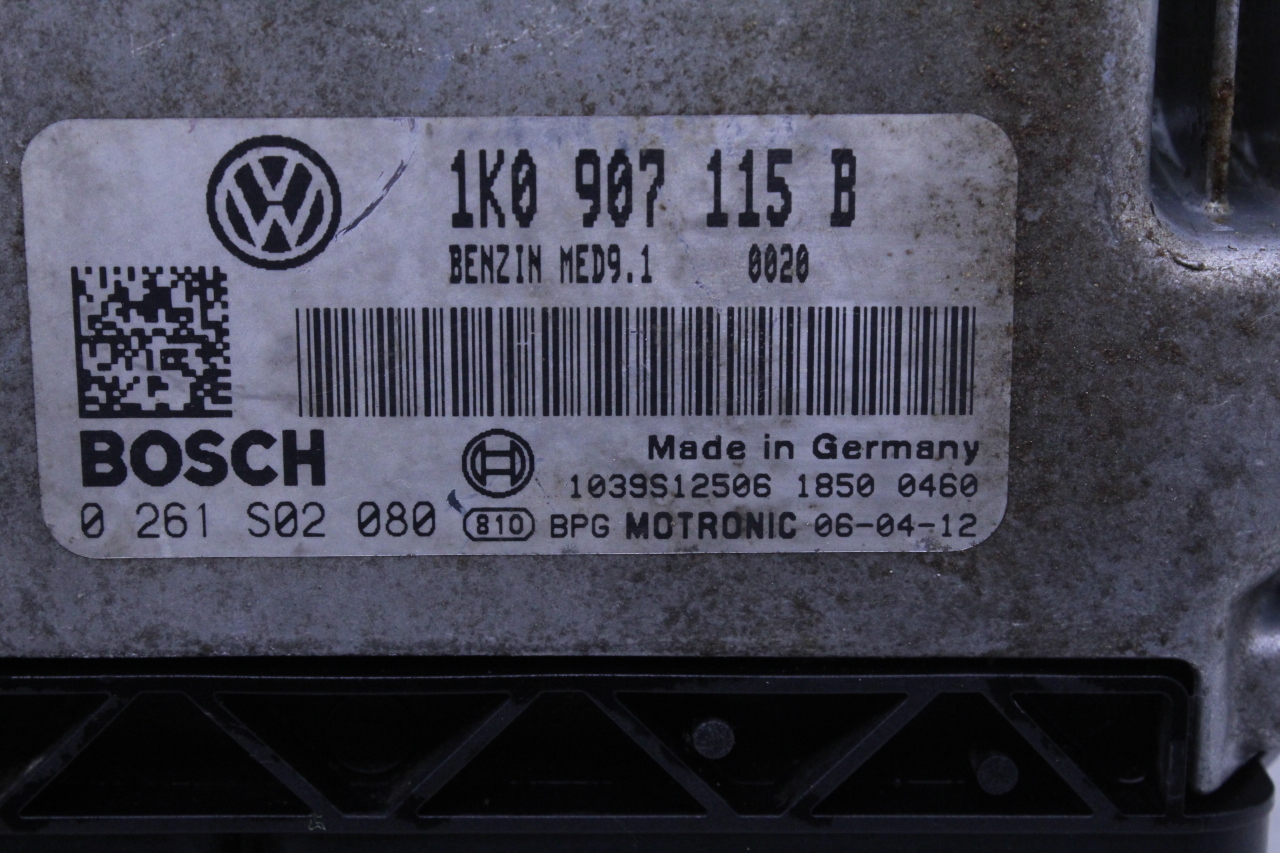 1K0 907 115 B
BENZIN MED9.1 0020
BOSCH
Made in Germany
1039S12506 1850 0460
0 261 S02 080 810 BPG MOTRONIC 06-04-12